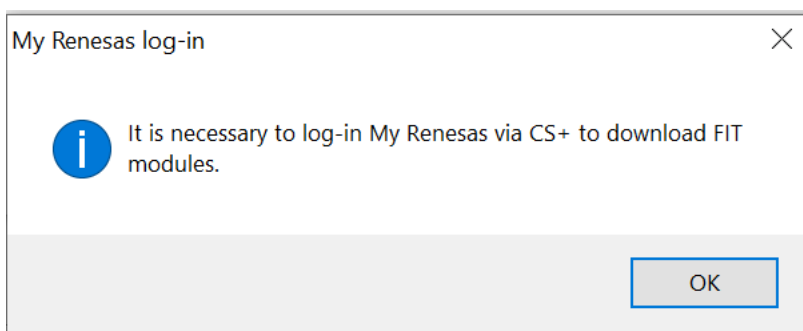 My Renesas log-in
It is necessary to log-in My Renesas via CS+ to download FIT
modules.
OK